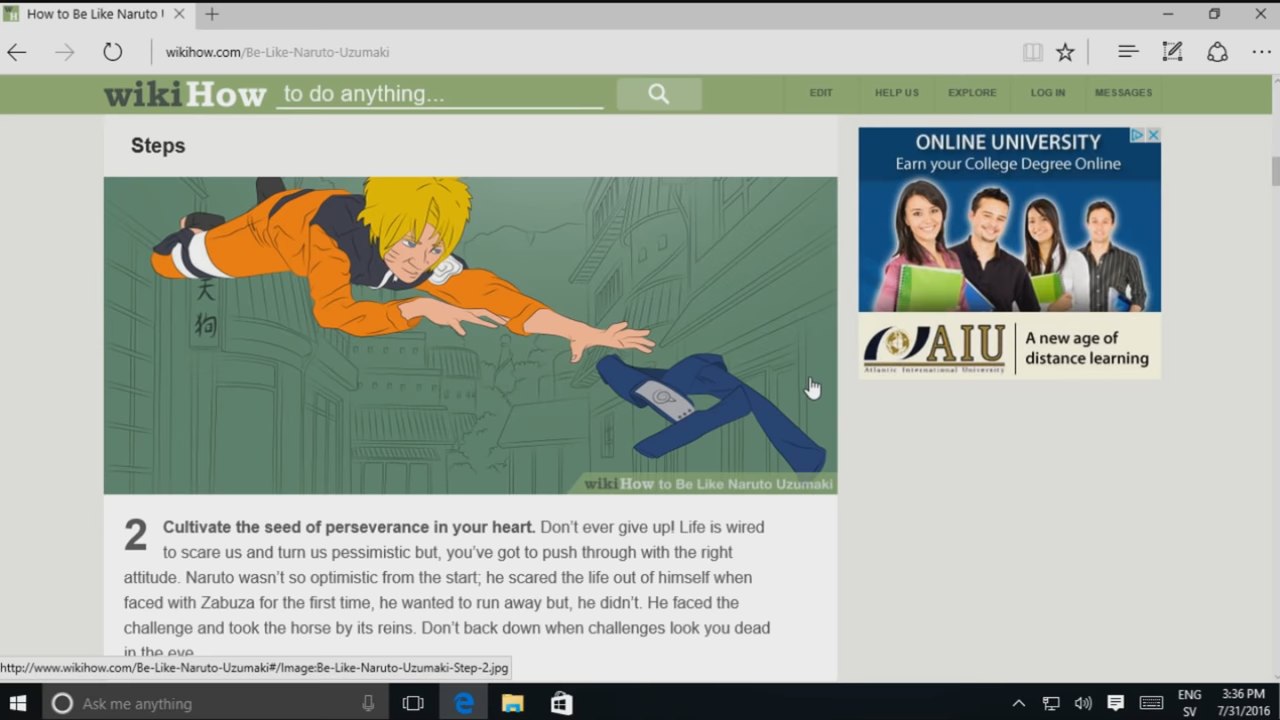 How to Be Like Naruto U
wikihow.com/Be-Like-Naruto-Uzumaki
wikiHow to do anything...
EDIT
HELP US
EXPLORE
LOG IN
MESSAGES
Steps
天
狗
wikiHow to Be Like Naruto Uzumaki
ONLINE UNIVERSITY
Earn your College Degree Online
AIU
Atlantic International University
A new age of
distance learning
2 Cultivate the seed of perseverance in your heart. Don't ever give up! Life is wired
to scare us and turn us pessimistic but, you've got to push through with the right
attitude. Naruto wasn't so optimistic from the start; he scared the life out of himself when
faced with Zabuza for the first time, he wanted to run away but, he didn't. He faced the
challenge and took the horse by its reins. Don't back down when challenges look you dead
in the eye
http://www.wikihow.com/Be-Like-Naruto-Uzumaki#/Image:Be-Like-Naruto-Uzumaki-Step-2.jpg
Ask me anything
ENG
SV
3:36 PM
7/31/2016